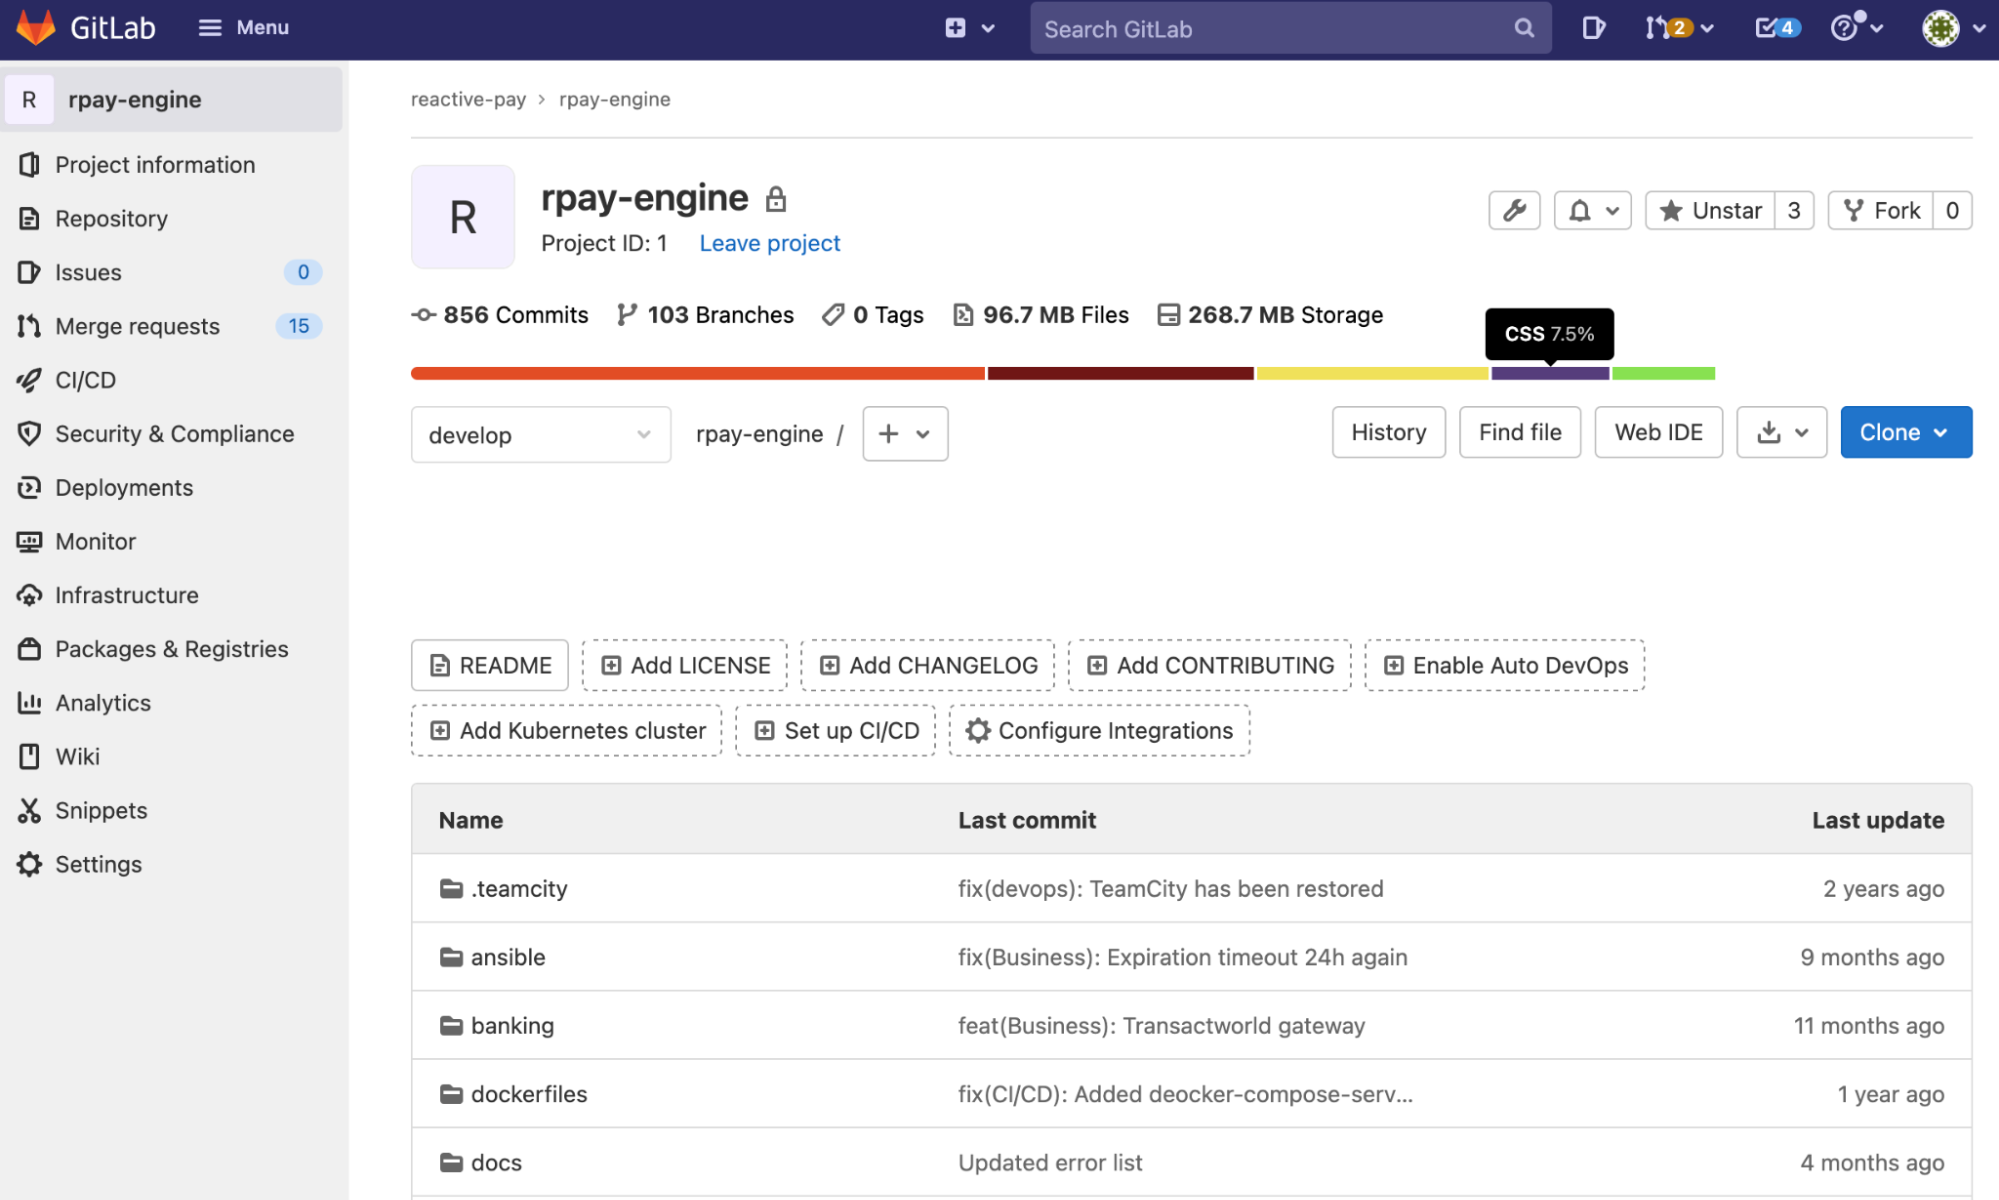 GitLab Menu Search GitLab 2 4
R rpay-engine
Project information
Repository
Issues 0
Merge requests 15
CI/CD
Security & Compliance
Deployments
Monitor
Infrastructure
Packages & Registries
Analytics
Wiki
Snippets
Settings
reactive-pay › rpay-engine
R
rpay-engine
Project ID: 1 Leave project
Unstar 3 Fork 0
856 Commits 103 Branches 0 Tags 96.7 MB Files 268.7 MB Storage
CSS 7.5%
develop rpay-engine / + History Find file Web IDE Clone
README Add LICENSE Add CHANGELOG Add CONTRIBUTING Enable Auto DevOps
Add Kubernetes cluster Set up CI/CD Configure Integrations
Name Last commit Last update
.teamcity fix(devops): TeamCity has been restored 2 years ago
ansible fix(Business): Expiration timeout 24h again 9 months ago
banking feat(Business): Transactworld gateway 11 months ago
dockerfiles fix(CI/CD): Added deocker-compose-serv... 1 year ago
docs Updated error list 4 months ago